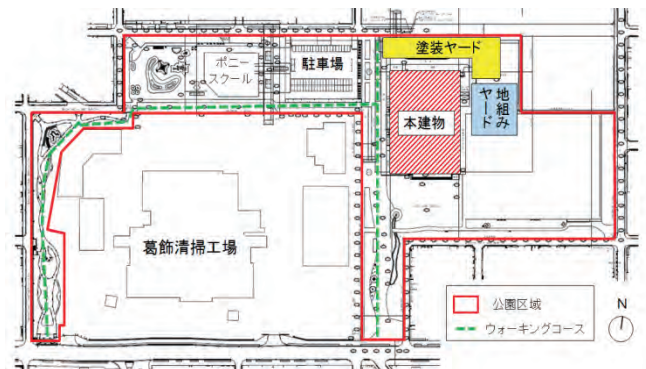 塗装ヤード
ポニー
スクール
駐車場
地組み
ヤード
本建物
葛飾清掃工場
公園区域
ウォーキングコース
N